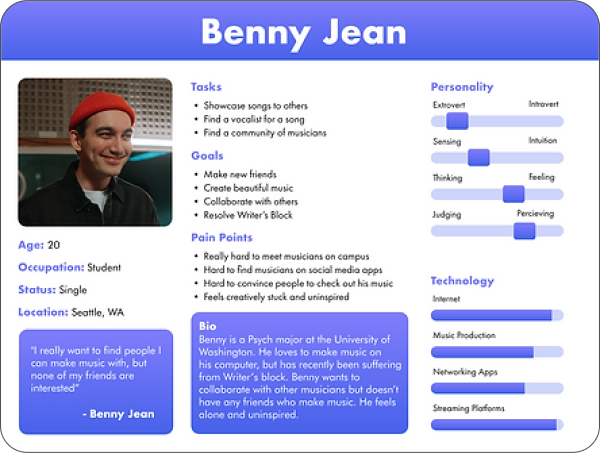 Benny Jean
Age: 20
Occupation: Student
Status: Single
Location: Seattle, WA
"I really want to find people I
can make music with, but
none of my friends are
interested"
- Benny Jean
Tasks
• Showcase songs to others
• Find a vocalist for a song
• Find a community of musicians
Goals
• Make new friends
• Create beautiful music
• Collaborate with others
• Resolve Writer's Block
Pain Points
• Really hard to meet musicians on campus
• Hard to find musicians on social media apps
• Hard to convince people to check out his music
• Feels creatively stuck and uninspired
Bio
Benny is a Psych major at the University of
Washington. He loves to make music on
his computer, but has recently been suffering
from Writer's block. Benny wants to
collaborate with other musicians but doesn't
have any friends who make music. He feels
alone and uninspired.
Personality
Extrovert Intravert
Sensing Intuition
Thinking Feeling
Judging Percieving
Technology
Internet
Music Production
Networking Apps
Streaming Platforms